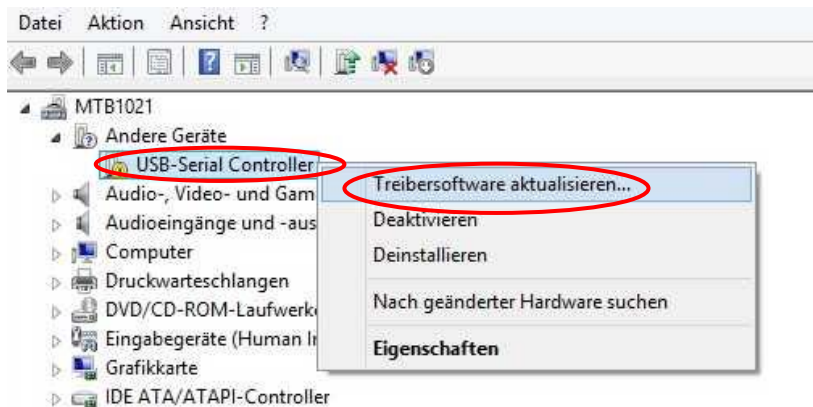 Datei Aktion Ansicht ?
MTB1021
Andere Geräte
USB-Serial Controller
Treibersoftware aktualisieren...
Audio-, Video- und Gam
Deaktivieren
Audioeingänge und -aus
Computer
Deinstallieren
Druckwarteschlangen
Nach geänderter Hardware suchen
DVD/CD-ROM-Laufwerk
Eingabegeräte (Human I
Eigenschaften
Grafikkarte
IDE ATA/ATAPI-Controller